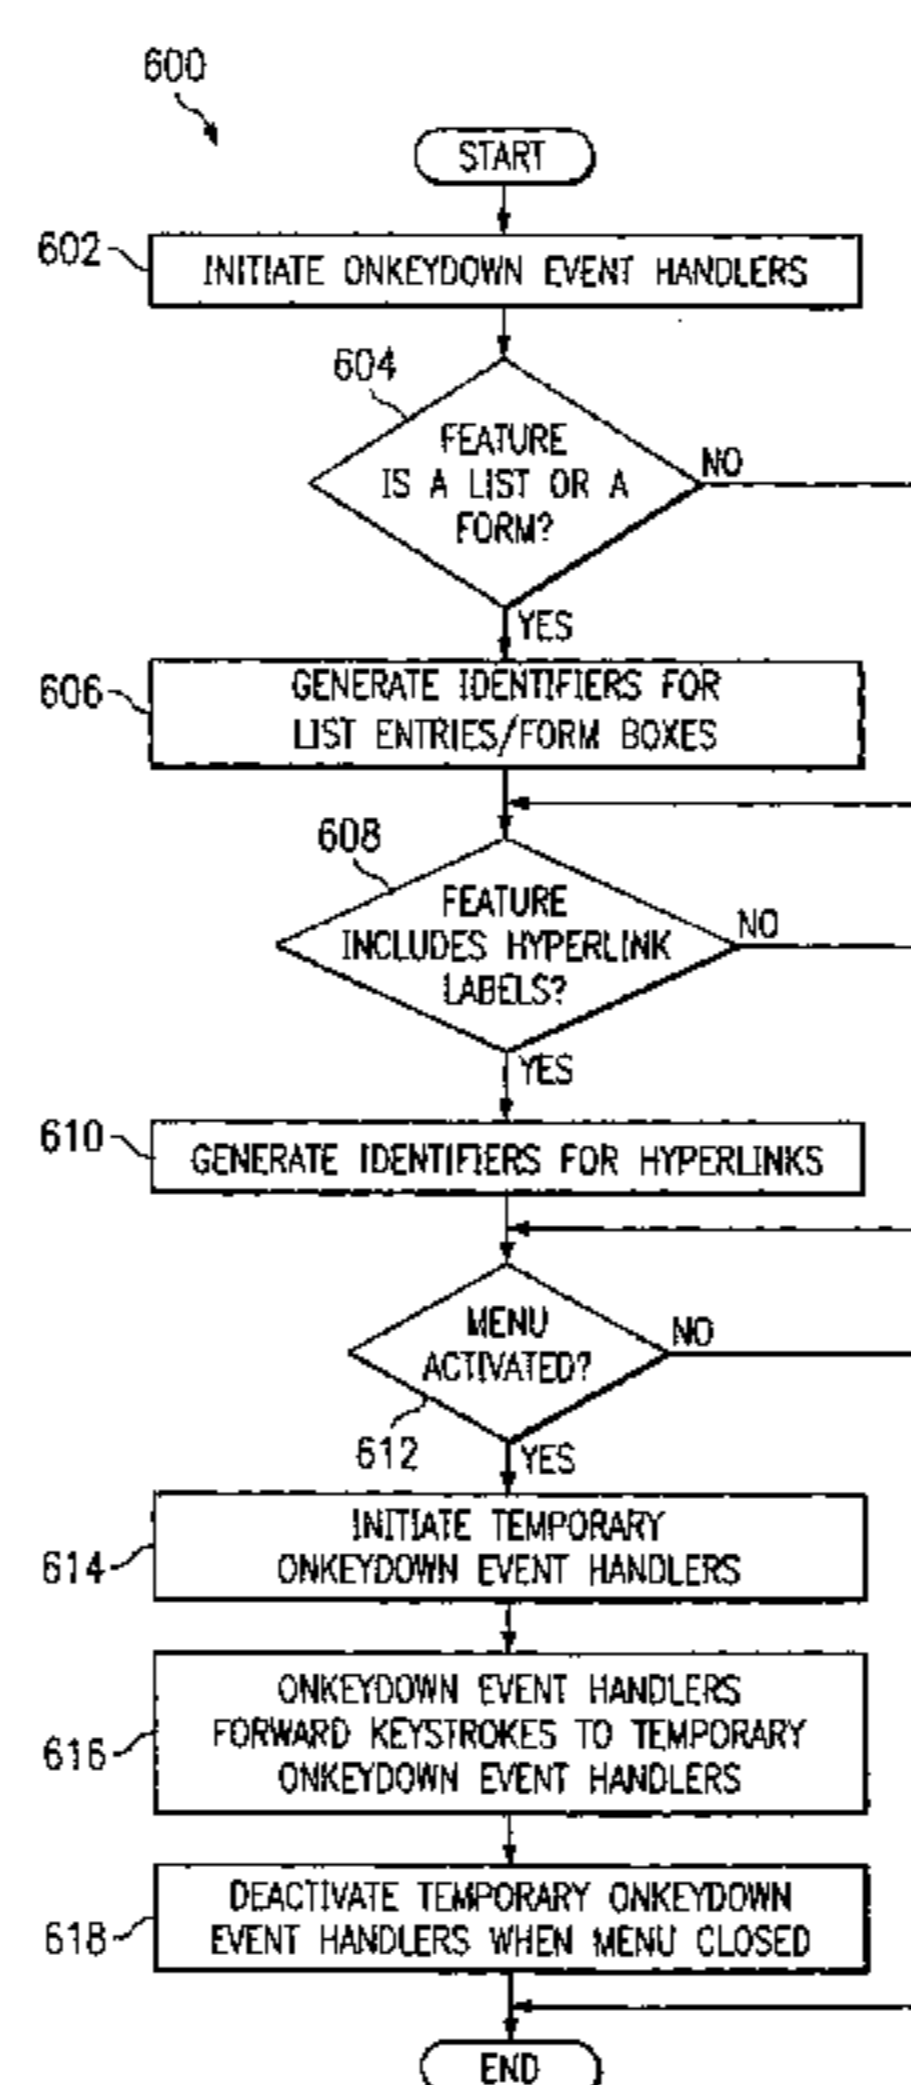 600
START
602
INITIATE ONKEYDOWN EVENT HANDLERS
604
FEATURE
IS A LIST OR A
FORM?
NO
YES
606
GENERATE IDENTIFIERS FOR
LIST ENTRIES/FORM BOXES
608
FEATURE
INCLUDES HYPERLINK
LABELS?
NO
YES
610
GENERATE IDENTIFIERS FOR HYPERLINKS
MENU
ACTIVATED?
NO
612
YES
INITIATE TEMPORARY
ONKEYDOWN EVENT HANDLERS
614
ONKEYDOWN EVENT HANDLERS
FORWARD KEYSTROKES TO TEMPORARY
ONKEYDOWN EVENT HANDLERS
616
DEACTIVATE TEMPORARY ONKEYDOWN
EVENT HANDLERS WHEN MENU CLOSED
618
END